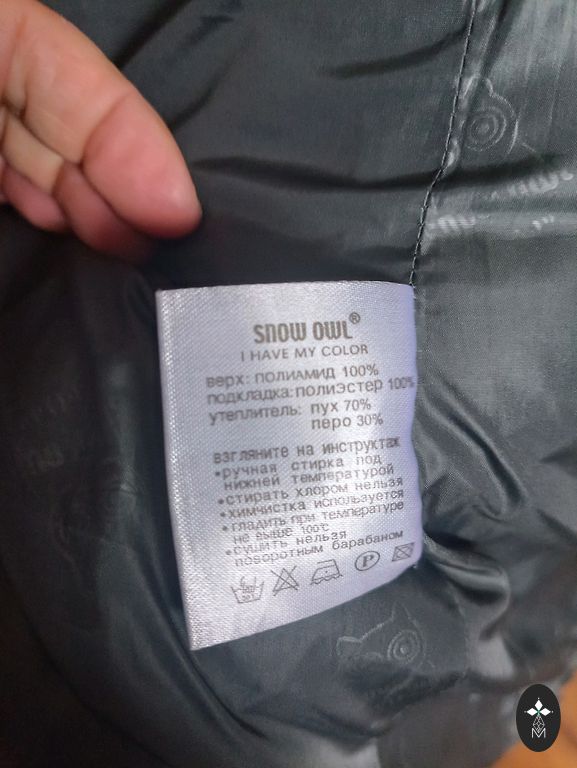 SNOW OWL®
I HAVE MY COLOR
верх: ПОЛИАМИД 100%
подкладка: ПОЛИЭСТЕР 100%
утеплитель: пух 70%
перо 30%
взгляните на инструктаж
•ручная стирка под
нижней температурой
•стирать хлором нельзя
•химчистка используется
•гладить при температуре
не выше 100℃
•сушить нельзя
поворотным барабаном
P
M